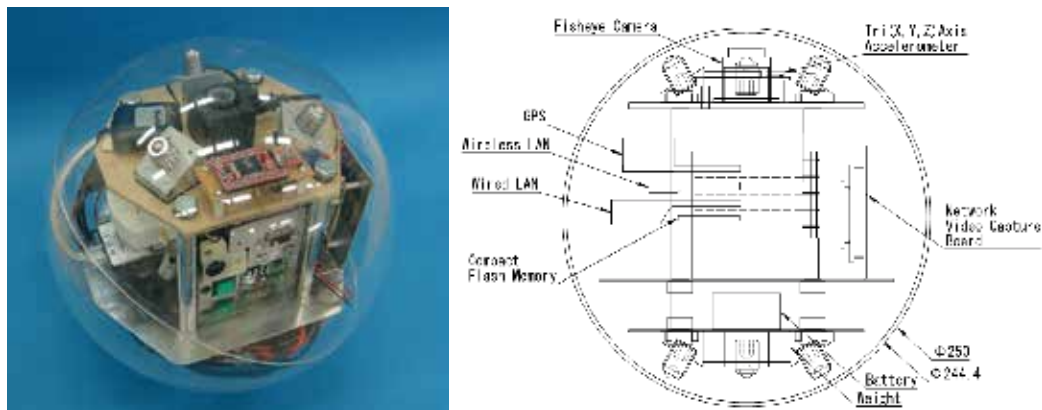 Fisheye Camera
Tri(X,Y,Z)Axis
Accelerometer
GPS
Wireless LAN
Wired LAN
Network
Video Capture
Board
Compact
Flash Memory
Φ250
Φ244.4
Battery
Weight